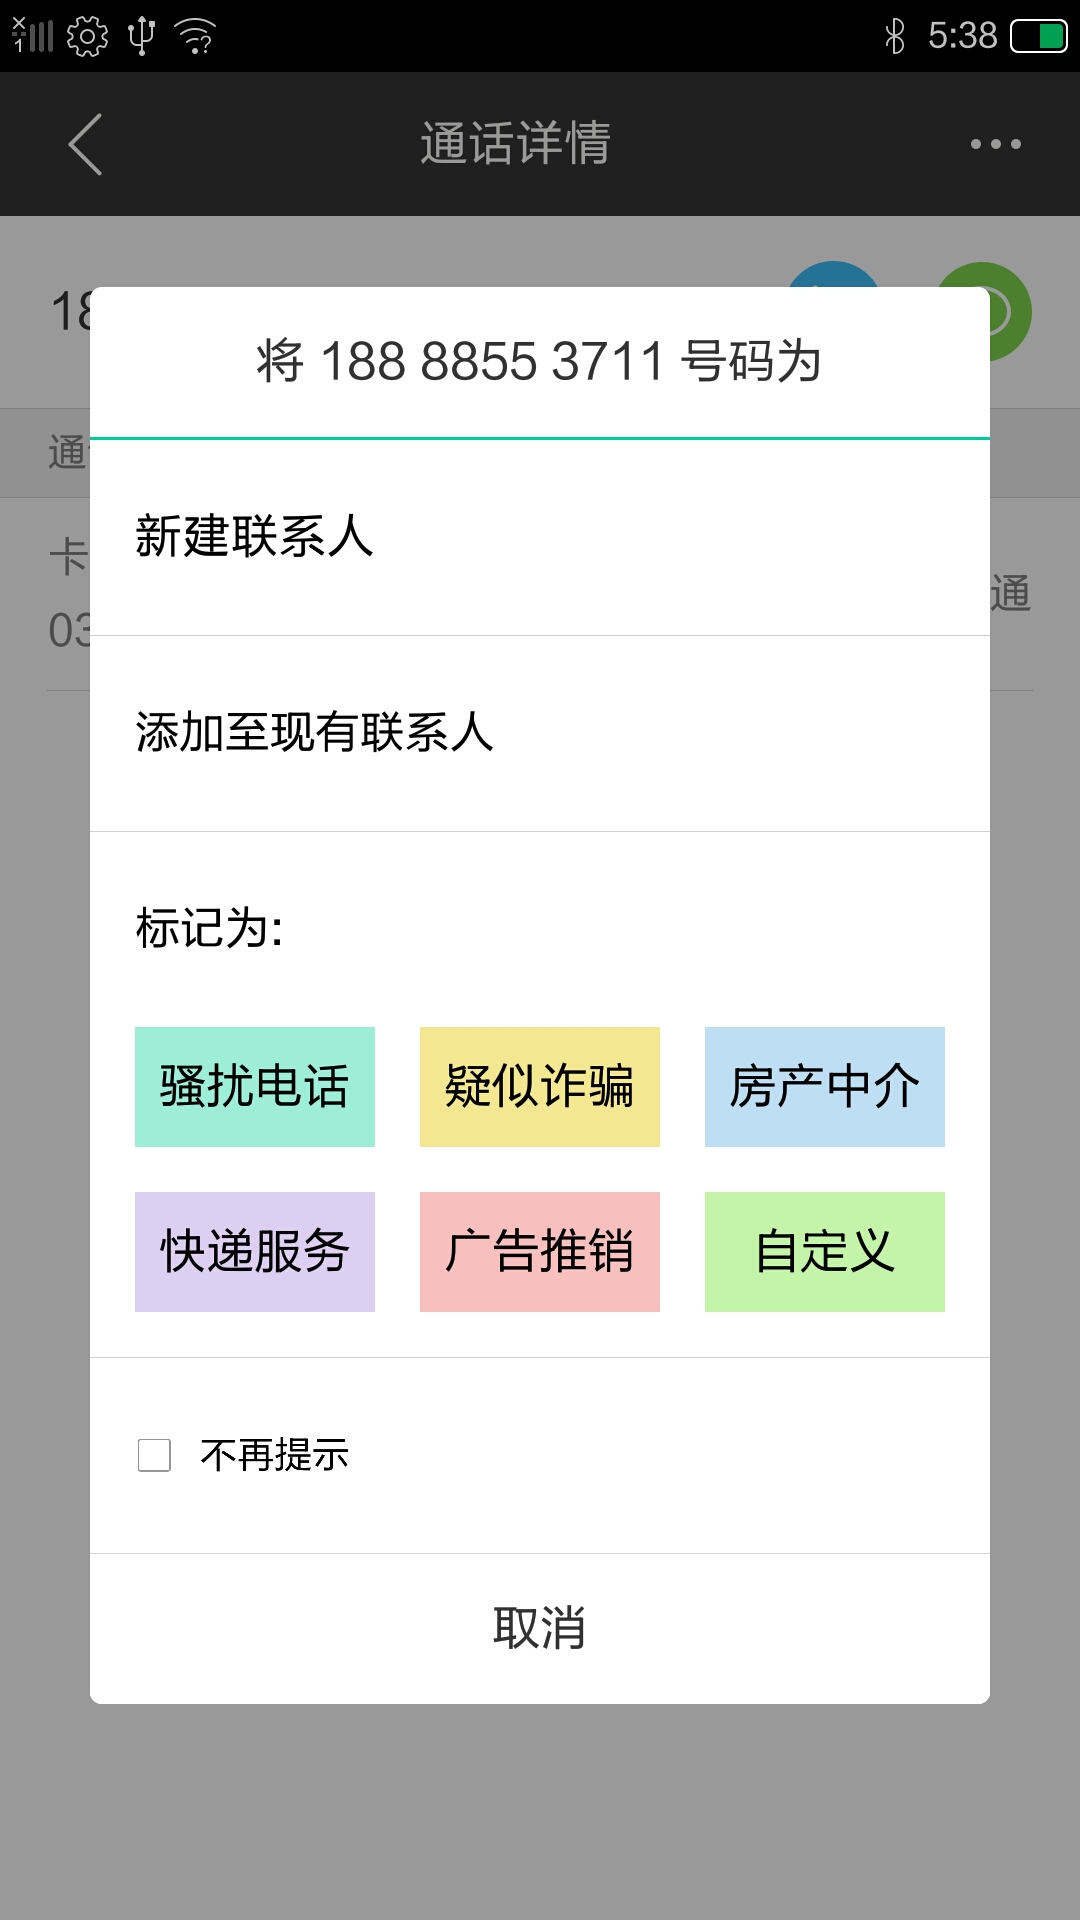 1
5:38
通话详情
18
将 188 8855 3711 号码为
通
新建联系人
卡
通
03
添加至现有联系人
标记为:
骚扰电话 疑似诈骗 房产中介
快递服务 广告推销 自定义
不再提示
取消